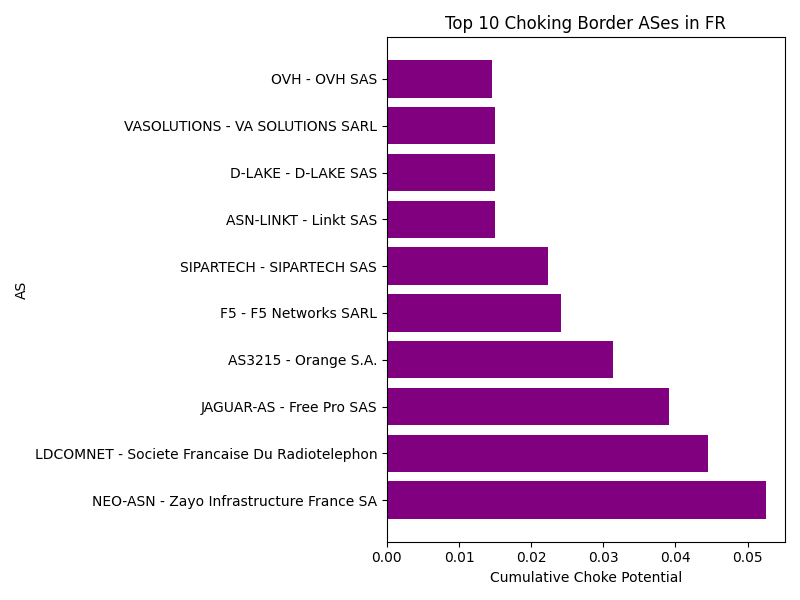 Top 10 Choking Border ASes in FR
OVH - OVH SAS
VASOLUTIONS - VA SOLUTIONS SARL
D-LAKE - D-LAKE SAS
ASN-LINKT - Linkt SAS
SIPARTECH - SIPARTECH SAS
F5 - F5 Networks SARL
AS3215 - Orange S.A.
JAGUAR-AS - Free Pro SAS
LDCOMNET - Societe Francaise Du Radiotelephon
NEO-ASN - Zayo Infrastructure France SA
AS
0.00 0.01 0.02 0.03 0.04 0.05
Cumulative Choke Potential